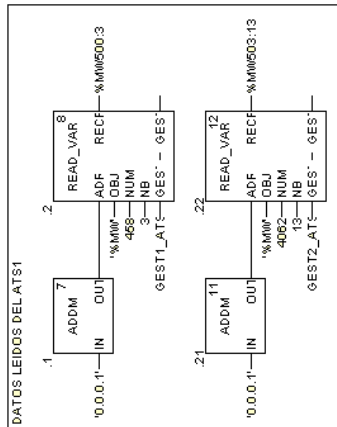 DATOS LEIDOS DEL ATS1
.1
7
ADDM
'0.0.0.1'
IN
OUT
.2
8
READ_VAR
ADR
RECP
%MW500:3
'%MW'
OBJ
458
NUM
3
NB
GEST1_ATS
GEST - GEST
.21
11
ADDM
'0.0.0.1'
IN
OUT
.22
12
READ_VAR
ADR
RECP
%MW503:13
'%MW'
OBJ
4062
NUM
13
NB
GEST2_ATS
GEST - GEST